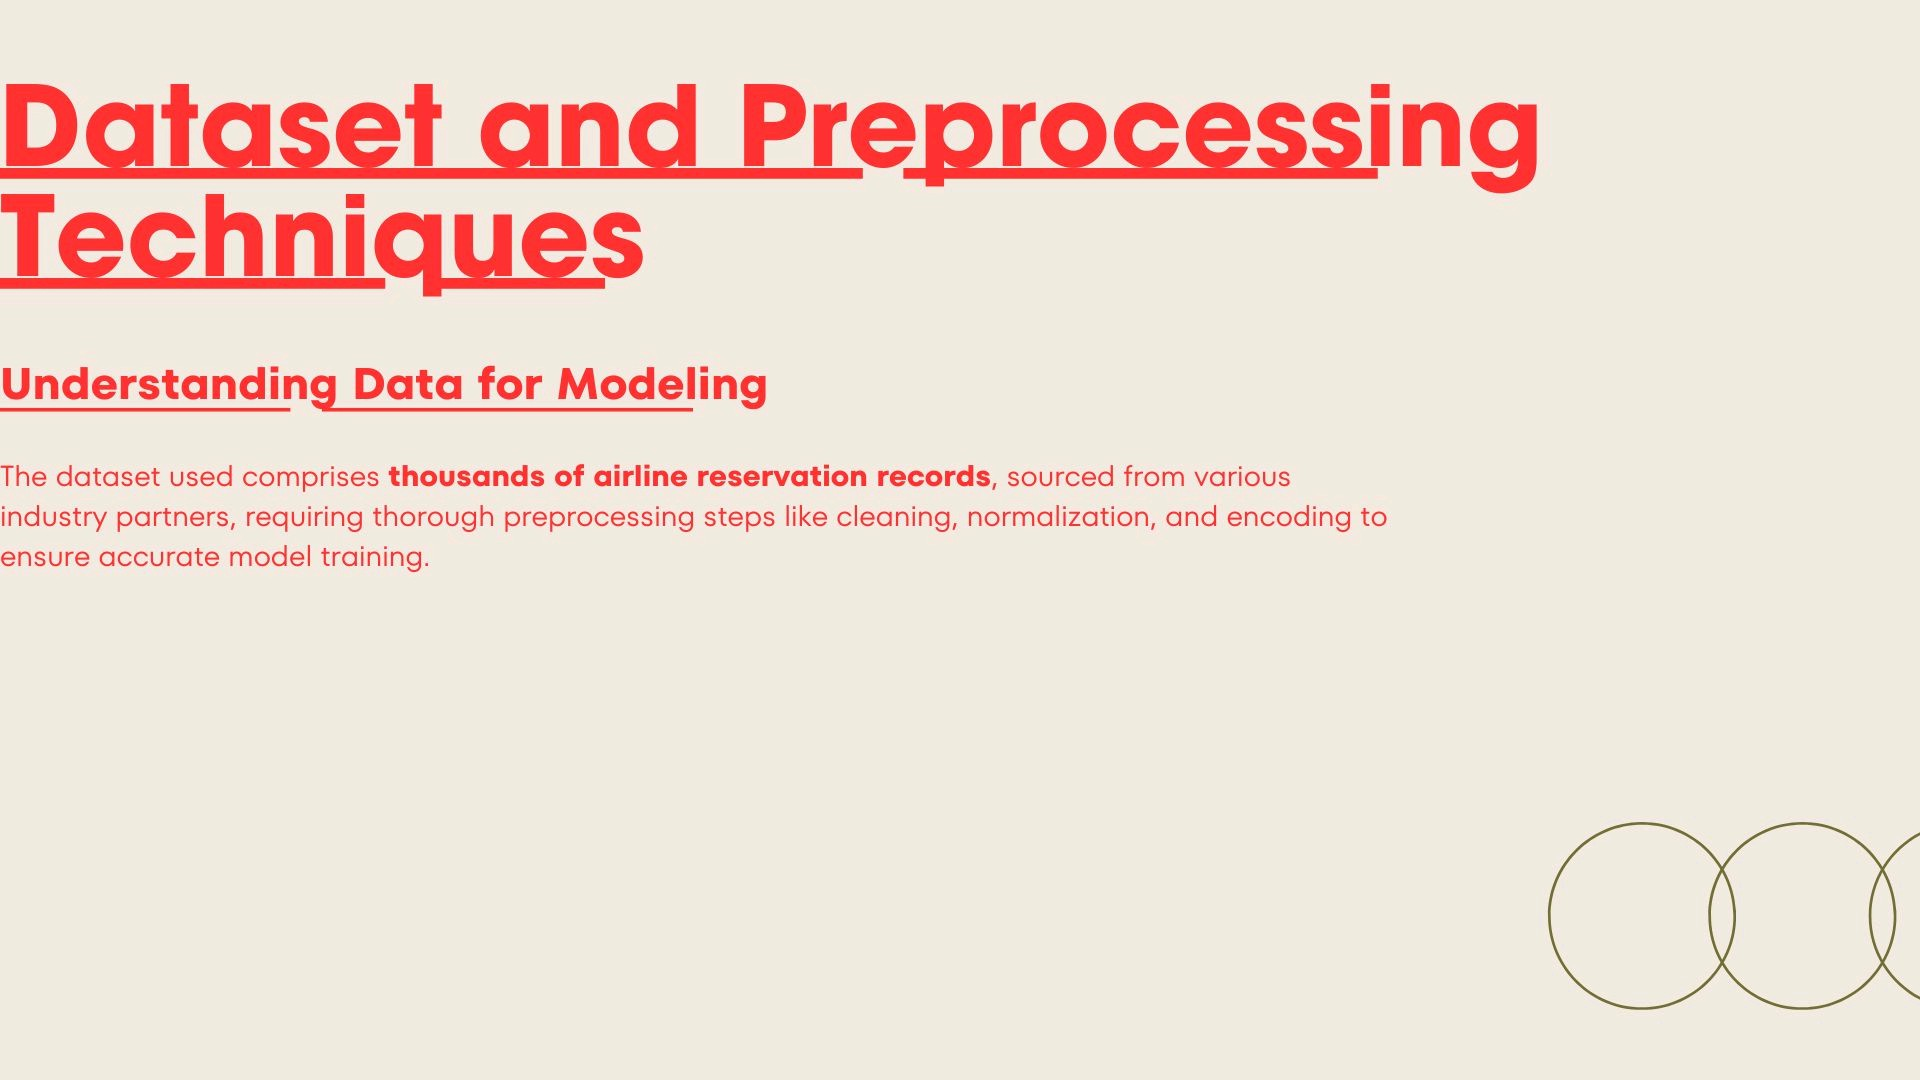 Dataset and Preprocessing
Techniques
Understanding Data for Modeling
The dataset used comprises thousands of airline reservation records, sourced from various
industry partners, requiring thorough preprocessing steps like cleaning, normalization, and encoding to
ensure accurate model training.